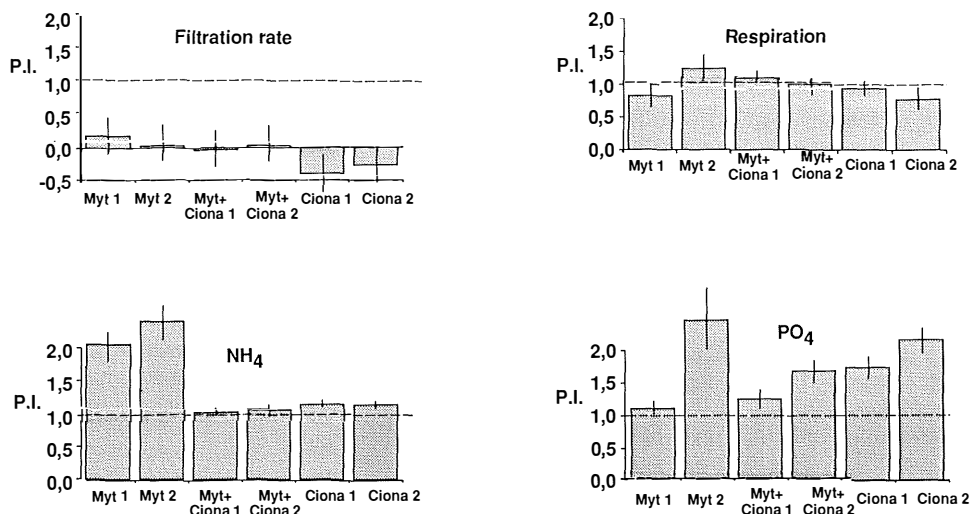 Filtration rate
P.I.
2,0
1,5
1,0
0,5
0,0
-0,5
Myt 1
Myt 2
Myt+
Ciona 1
Myt+
Ciona 2
Ciona 1
Ciona 2
Respiration
P.I.
2,0
1,5
1,0
0,5
0,0
Myt 1
Myt 2
Myt+
Ciona 1
Myt+
Ciona 2
Ciona 1
Ciona 2
NH4
P.I.
2,0
1,5
1,0
0,5
0,0
Myt 1
Myt 2
Myt+
Ciona 1
Myt+
Ciona 2
Ciona 1
Ciona 2
PO4
P.I.
2,0
1,5
1,0
0,5
0,0
Myt 1
Myt 2
Myt+
Ciona 1
Myt+
Ciona 2
Ciona 1
Ciona 2